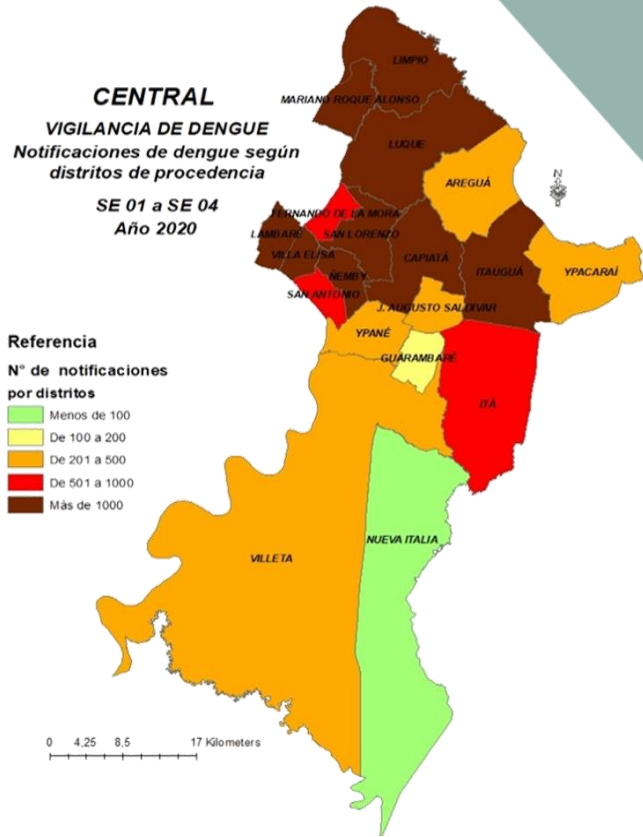 CENTRAL
VIGILANCIA DE DENGUE
Notificaciones de dengue según
distritos de procedencia
SE 01 a SE 04
Año 2020
LIMPIO
MARIANO ROQUE ALONSO
LUQUE
AREGUÁ
N
FERNANDO DE LA MORA
LAMBARÉ
SAN LORENZO
VILLA ELISA
CAPIATÁ
ITAUGUÁ
YPACARAÍ
ÑEMBY
SAN ANTONIO
J. AUGUSTO SALDIVAR
YPANÉ
GUARAMBARÉ
ITÁ
Referencia
N° de notificaciones
por distritos
Menos de 100
De 100 a 200
De 201 a 500
De 501 a 1000
Más de 1000
NUEVA ITALIA
VILLETA
0 4,25 8,5 17 Kilometers